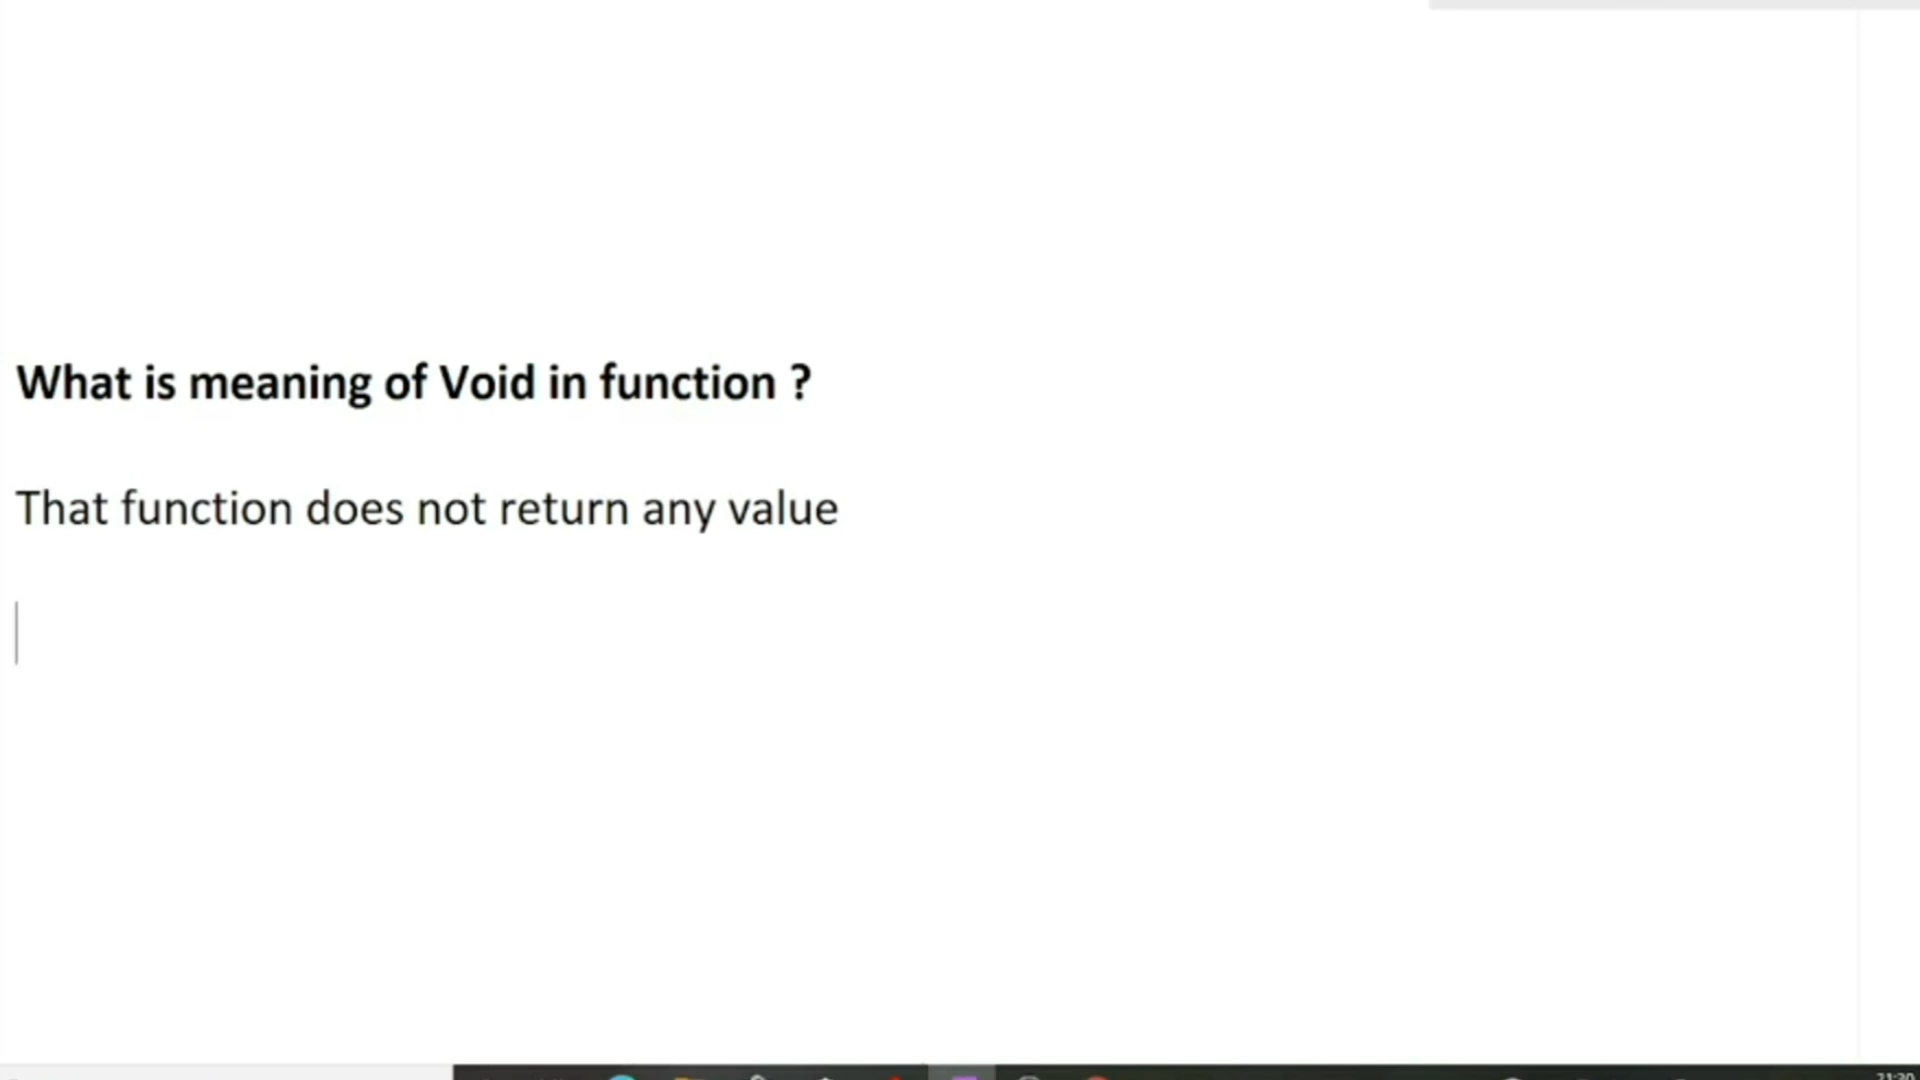 What is meaning of Void in function ?
That function does not return any value